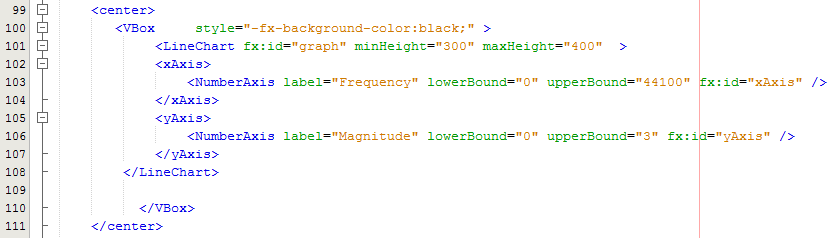 99 <center>
100 <VBox style="-fx-background-color:black;" >
101 <LineChart fx:id="graph" minHeight="300" maxHeight="400" >
102 <xAxis>
103 <NumberAxis label="Frequency" lowerBound="0" upperBound="44100" fx:id="xAxis" />
104 </xAxis>
105 <yAxis>
106 <NumberAxis label="Magnitude" lowerBound="0" upperBound="3" fx:id="yAxis" />
107 </yAxis>
108 </LineChart>
109
110 </VBox>
111 </center>